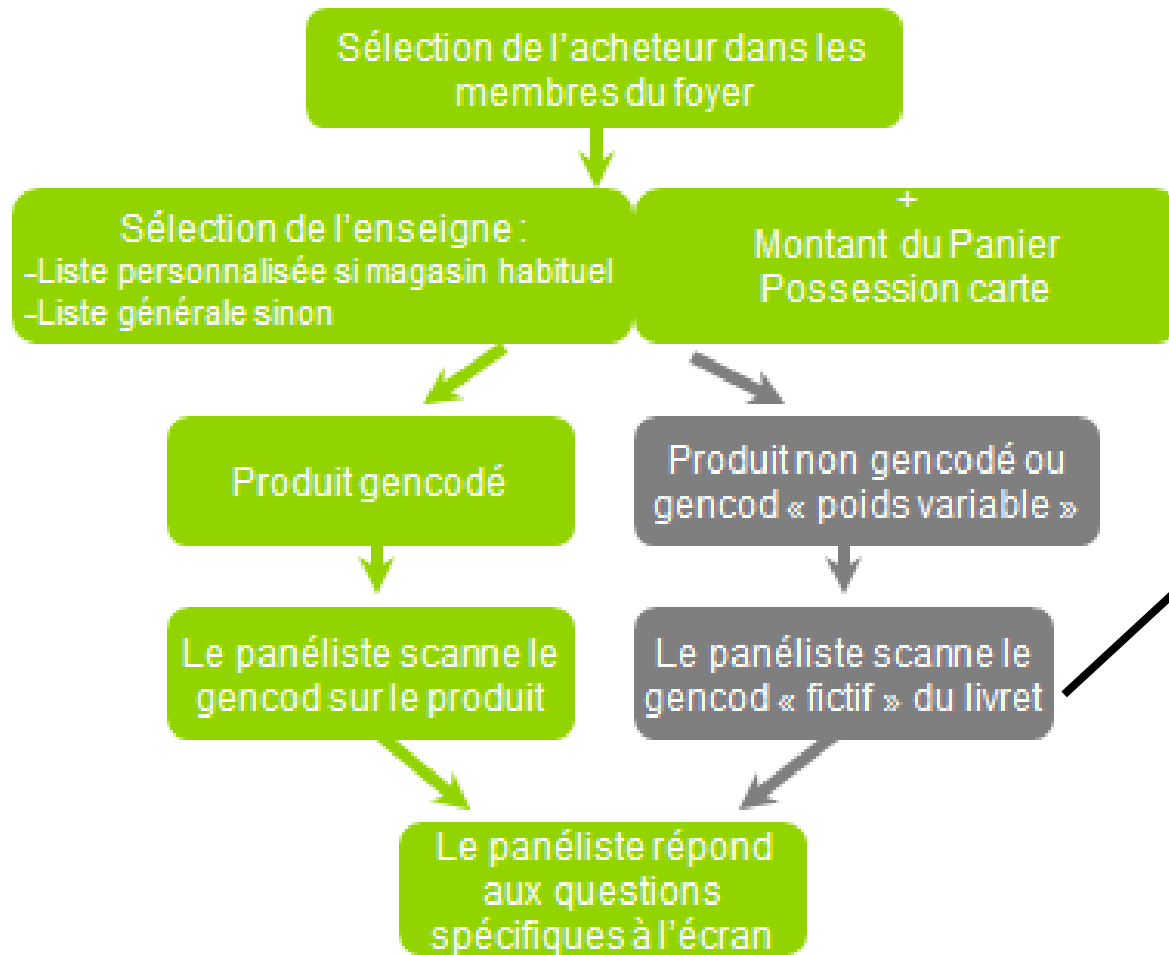 Sélection de l'acheteur dans les
membres du foyer
Sélection de l'enseigne :
-Liste personnalisée si magasin habituel
-Liste générale sinon
+
Montant du Panier
Possession carte
Produit gencodé
Produit non gencodé ou
gencod « poids variable »
Le panéliste scanne le
gencod sur le produit
Le panéliste scanne le
gencod « fictif » du livret
Le panéliste répond
aux questions
spécifiques à l'écran